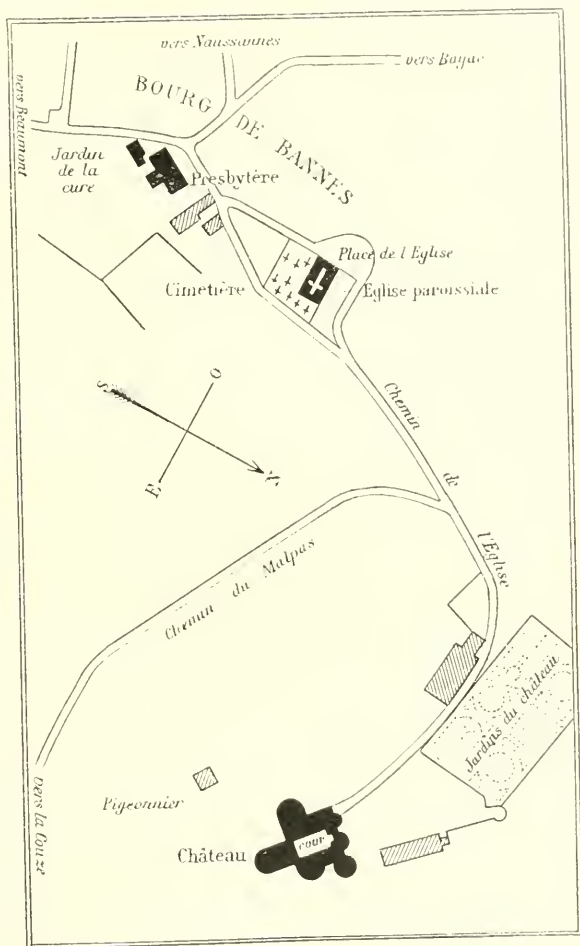 vers Naussannes
vers Bayac
vers Beaumont
BOURG
DE BANNES
Jardin
de la
cure
Presbytère
Place de l'Eglise
Cimetière
Eglise paroissiale
S
O
E
N
Chemin
de
l'Eglise
Chemin du Malpas
Jardins du château
vers la Couze
Pigeonnier
Château
COUR